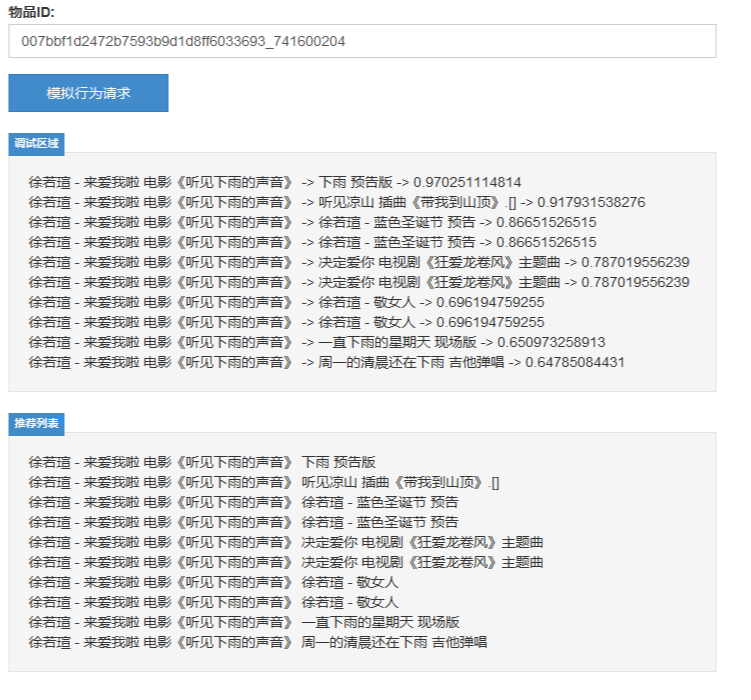 物品ID:
007bbf1d2472b7593b9d1d8ff6033693_741600204
模拟行为请求
调试区域
徐若瑄 - 来爱我啦 电影《听见下雨的声音》 -> 下雨 预告版 -> 0.970251114814
徐若瑄 - 来爱我啦 电影《听见下雨的声音》 -> 听见凉山 插曲《带我到山顶》.[] -> 0.917931538276
徐若瑄 - 来爱我啦 电影《听见下雨的声音》 -> 徐若瑄 - 蓝色圣诞节 预告 -> 0.86651526515
徐若瑄 - 来爱我啦 电影《听见下雨的声音》 -> 徐若瑄 - 蓝色圣诞节 预告 -> 0.86651526515
徐若瑄 - 来爱我啦 电影《听见下雨的声音》 -> 决定爱你 电视剧《狂爱龙卷风》主题曲 -> 0.787019556239
徐若瑄 - 来爱我啦 电影《听见下雨的声音》 -> 决定爱你 电视剧《狂爱龙卷风》主题曲 -> 0.787019556239
徐若瑄 - 来爱我啦 电影《听见下雨的声音》 -> 徐若瑄 - 敬女人 -> 0.696194759255
徐若瑄 - 来爱我啦 电影《听见下雨的声音》 -> 徐若瑄 - 敬女人 -> 0.696194759255
徐若瑄 - 来爱我啦 电影《听见下雨的声音》 -> 一直下雨的星期天 现场版 -> 0.650973258913
徐若瑄 - 来爱我啦 电影《听见下雨的声音》 -> 周一的清晨还在下雨 吉他弹唱 -> 0.64785084431
推荐列表
徐若瑄 - 来爱我啦 电影《听见下雨的声音》 下雨 预告版
徐若瑄 - 来爱我啦 电影《听见下雨的声音》 听见凉山 插曲《带我到山顶》.[]
徐若瑄 - 来爱我啦 电影《听见下雨的声音》 徐若瑄 - 蓝色圣诞节 预告
徐若瑄 - 来爱我啦 电影《听见下雨的声音》 徐若瑄 - 蓝色圣诞节 预告
徐若瑄 - 来爱我啦 电影《听见下雨的声音》 决定爱你 电视剧《狂爱龙卷风》主题曲
徐若瑄 - 来爱我啦 电影《听见下雨的声音》 决定爱你 电视剧《狂爱龙卷风》主题曲
徐若瑄 - 来爱我啦 电影《听见下雨的声音》 徐若瑄 - 敬女人
徐若瑄 - 来爱我啦 电影《听见下雨的声音》 徐若瑄 - 敬女人
徐若瑄 - 来爱我啦 电影《听见下雨的声音》 一直下雨的星期天 现场版
徐若瑄 - 来爱我啦 电影《听见下雨的声音》 周一的清晨还在下雨 吉他弹唱